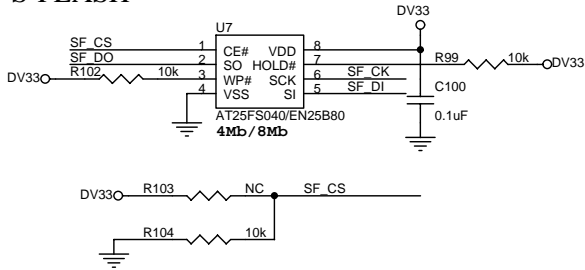 S-FLASH
DV33
U7
SF_CS 1 CE# VDD 8
SF_DO 2 SO HOLD# 7 R99 10k DV33
DV33 R102 10k 3 WP# SCK 6 SF_CK
4 VSS SI 5 SF_DI C100
AT25FS040/EN25B80 0.1uF
4Mb/8Mb
DV33 R103 NC SF_CS
R104 10k